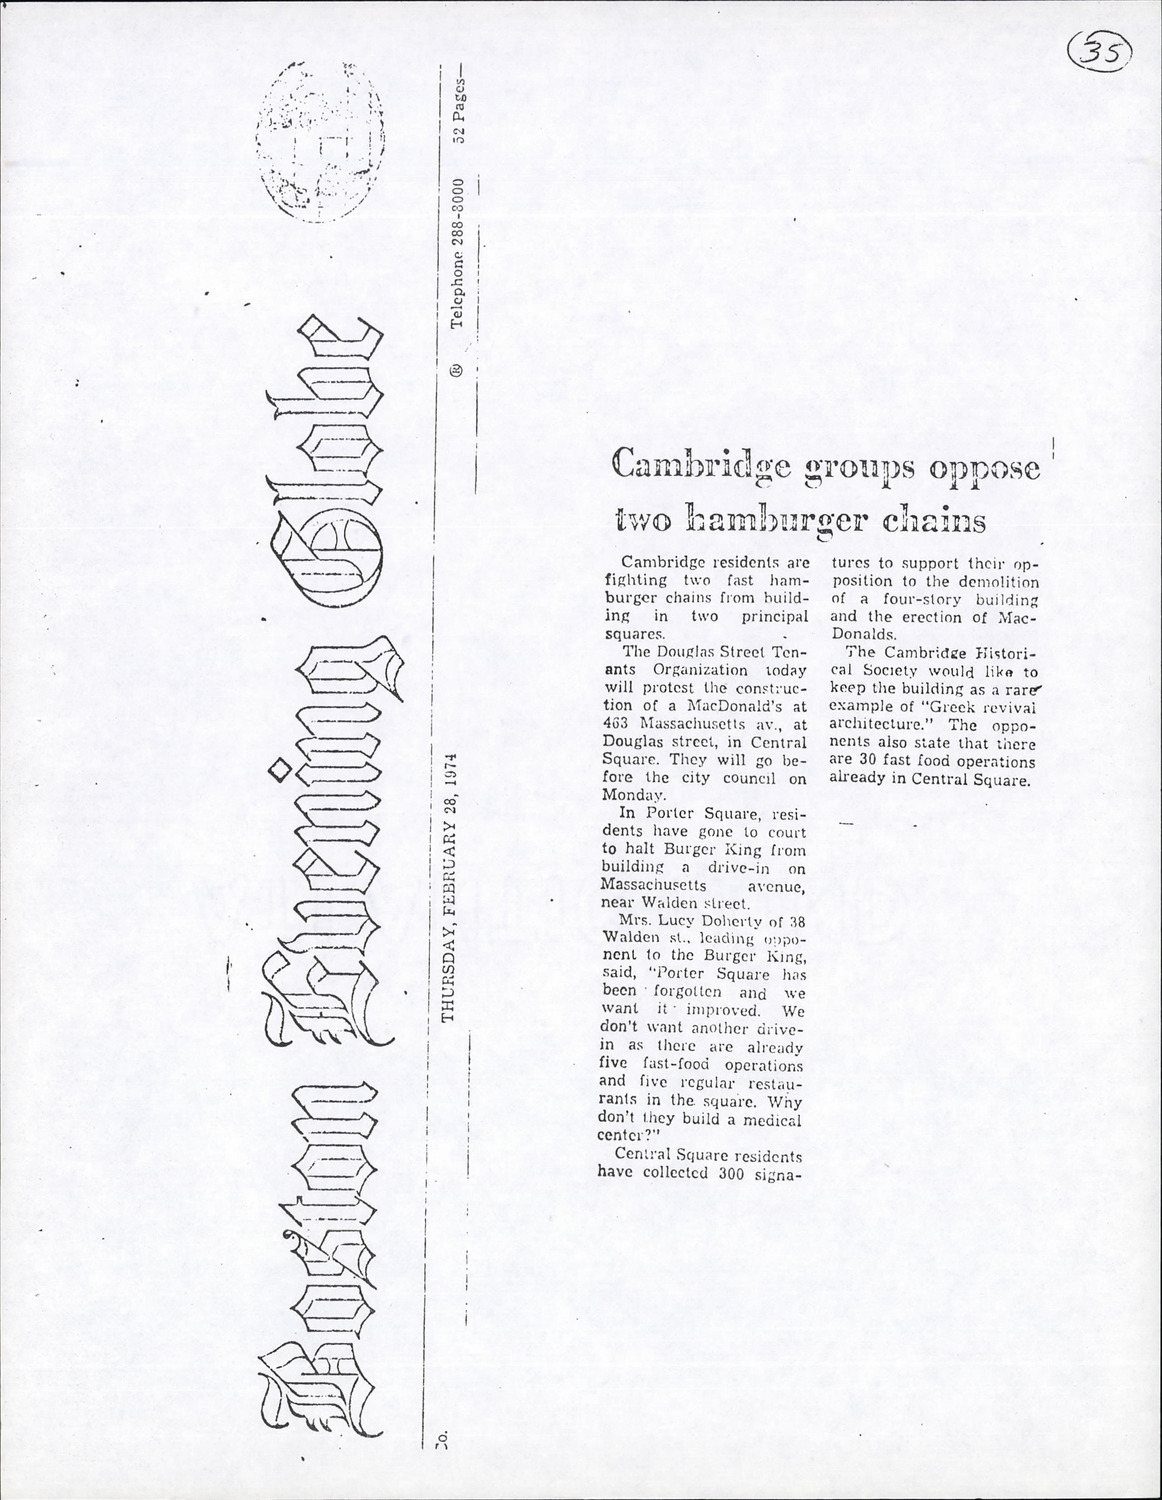 35
Boston Evening Globe
THURSDAY, FEBRUARY 28, 1974
® Telephone 288-8000 52 Pages—
Co.
Cambridge groups oppose
two hamburger chains
Cambridge residents are
fighting two fast ham-
burger chains from build-
ing in two principal
squares.
The Douglas Street Ten-
ants Organization today
will protest the construc-
tion of a MacDonald's at
463 Massachusetts av., at
Douglas street, in Central
Square. They will go be-
fore the city council on
Monday.
In Porter Square, resi-
dents have gone to court
to halt Burger King from
building a drive-in on
Massachusetts avenue,
near Walden street.
Mrs. Lucy Doherty of 38
Walden st., leading oppo-
nent to the Burger King,
said, "Porter Square has
been forgotten and we
want it improved. We
don't want another drive-
in as there are already
five fast-food operations
and five regular restau-
rants in the square. Why
don't they build a medical
center?"
Central Square residents
have collected 300 signa-
tures to support their op-
position to the demolition
of a four-story building
and the erection of Mac-
Donalds.
The Cambridge Histori-
cal Society would like to
keep the building as a rare
example of "Greek revival
architecture." The oppo-
nents also state that there
are 30 fast food operations
already in Central Square.